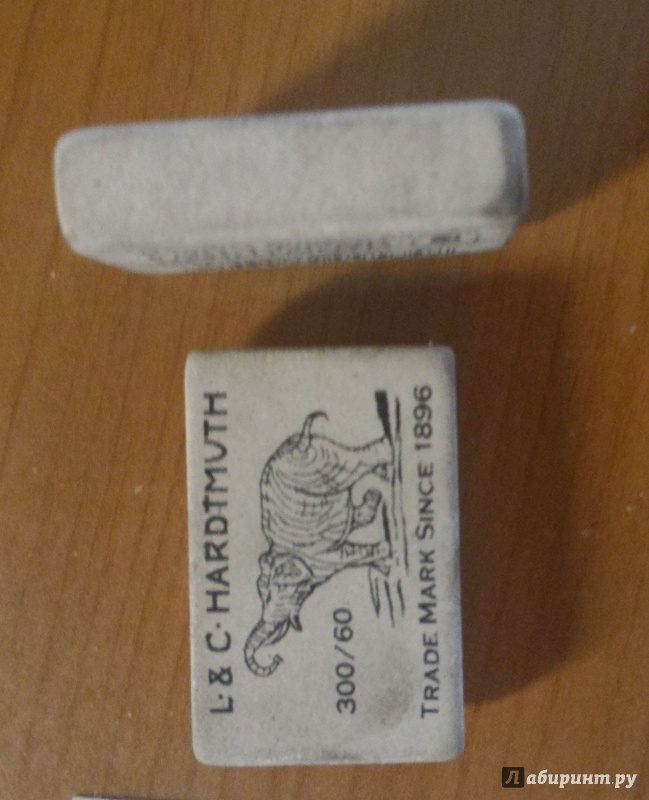 L. & C. HARDTMUTH
300/60
TRADE MARK SINCE 1896
Лабиринт.ру